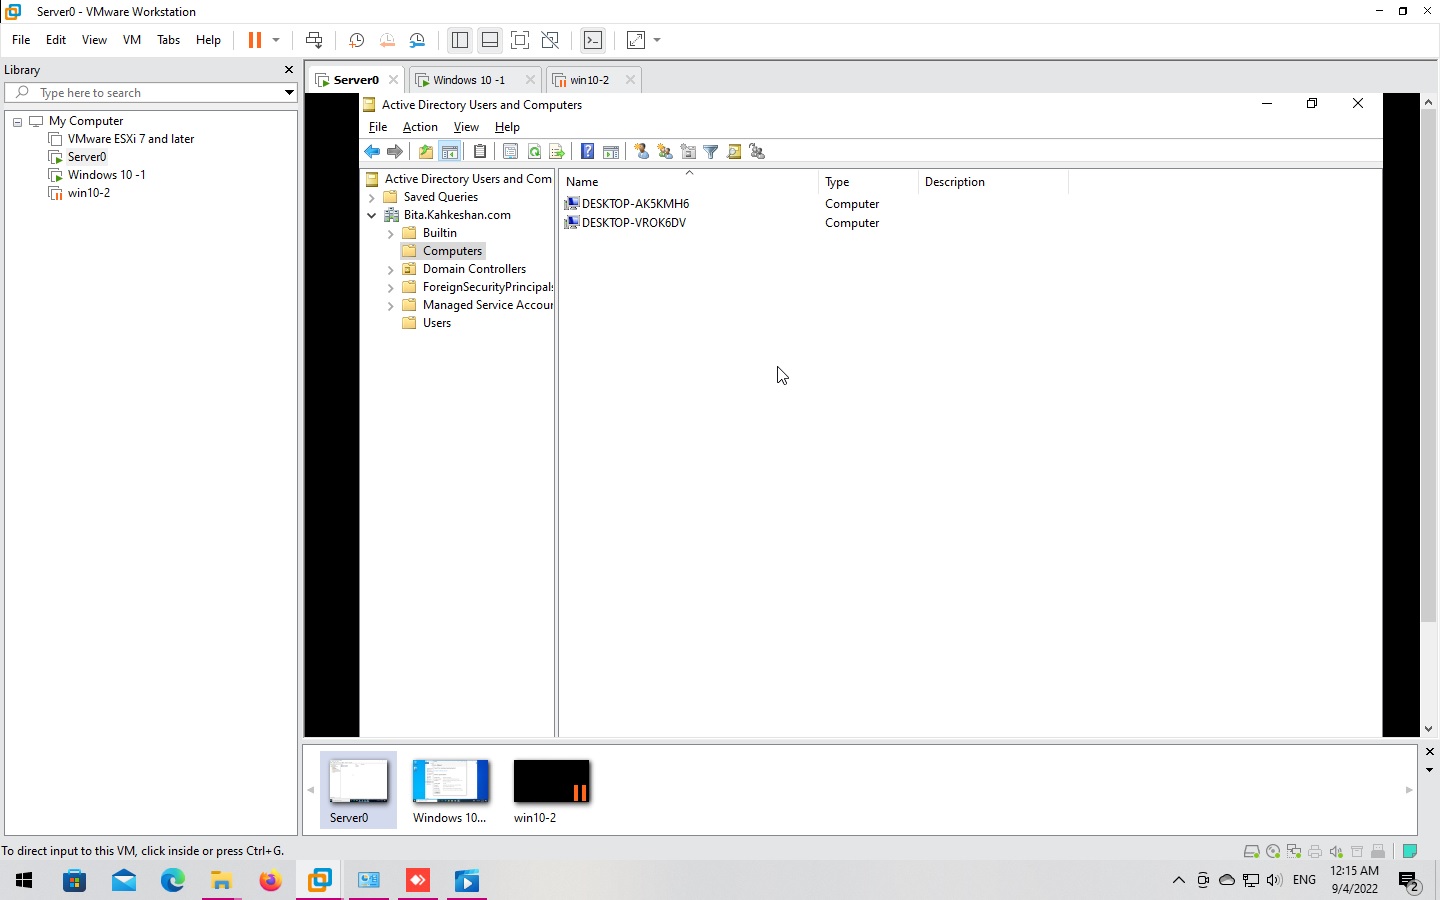 Server0 - VMware Workstation
File Edit View VM Tabs Help
Library
Type here to search
My Computer
VMware ESXi 7 and later
Server0
Windows 10 -1
win10-2
Server0
Windows 10 -1
win10-2
Active Directory Users and Computers
File Action View Help
Active Directory Users and Com
Saved Queries
Bita.Kahkeshan.com
Builtin
Computers
Domain Controllers
ForeignSecurityPrincipals
Managed Service Accour
Users
Name Type Description
DESKTOP-AK5KMH6 Computer
DESKTOP-VROK6DV Computer
Server0
Windows 10...
win10-2
To direct input to this VM, click inside or press Ctrl+G.
ENG
12:15 AM
9/4/2022
2